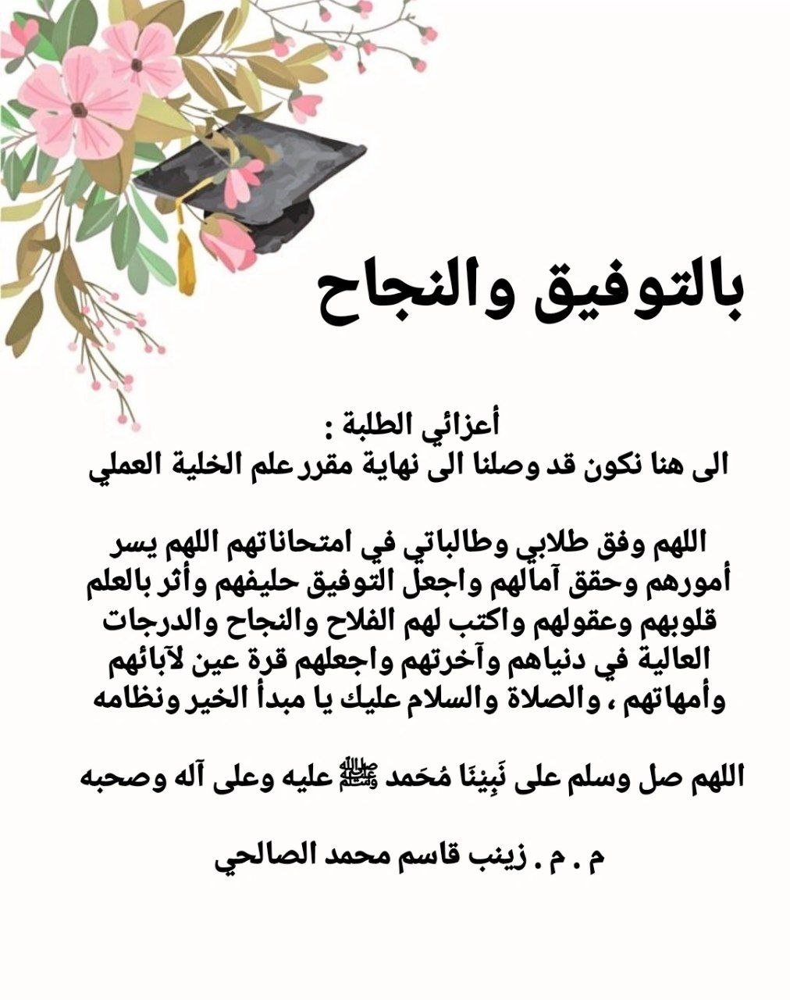 بالتوفيق والنجاح
أعزائي الطلبة :
الى هنا نكون قد وصلنا الى نهاية مقرر علم الخلية العملي
اللهم وفق طلابي وطالباتي في امتحاناتهم اللهم يسر
أمورهم وحقق آمالهم واجعل التوفيق حليفهم وأثر بالعلم
قلوبهم وعقولهم واكتب لهم الفلاح والنجاح والدرجات
العالية في دنياهم وآخرتهم واجعلهم قرة عين لآبائهم
وأمهاتهم ، والصلاة والسلام عليك يا مبدأ الخير ونظامه
اللهم صل وسلم على نَبِيْنَا مُحَمد ﷺ عليه وعلى آله وصحبه
م . م . زينب قاسم محمد الصالحي